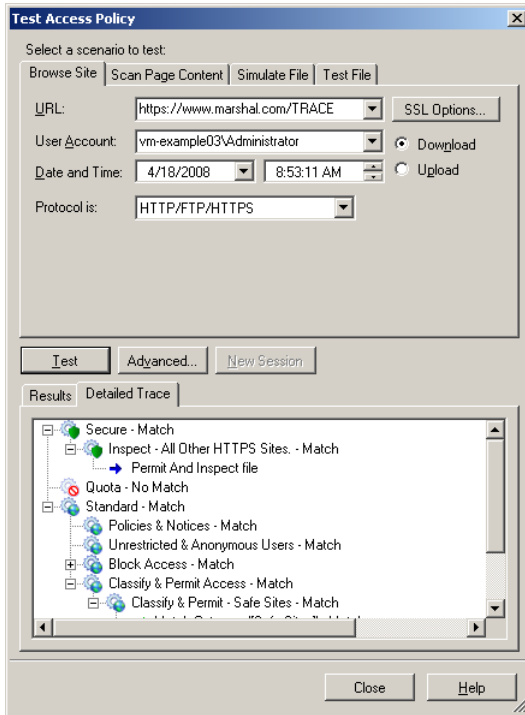 Test Access Policy
Select a scenario to test:
Browse Site Scan Page Content Simulate File Test File
URL: https://www.marshal.com/TRACE SSL Options...
User Account: vm-example03\Administrator Download
Date and Time: 4/18/2008 8:53:11 AM Upload
Protocol is: HTTP/FTP/HTTPS
Test Advanced... New Session
Results Detailed Trace
Secure - Match
Inspect - All Other HTTPS Sites. - Match
Permit And Inspect file
Quota - No Match
Standard - Match
Policies & Notices - Match
Unrestricted & Anonymous Users - Match
Block Access - Match
Classify & Permit Access - Match
Classify & Permit - Safe Sites - Match
Close Help